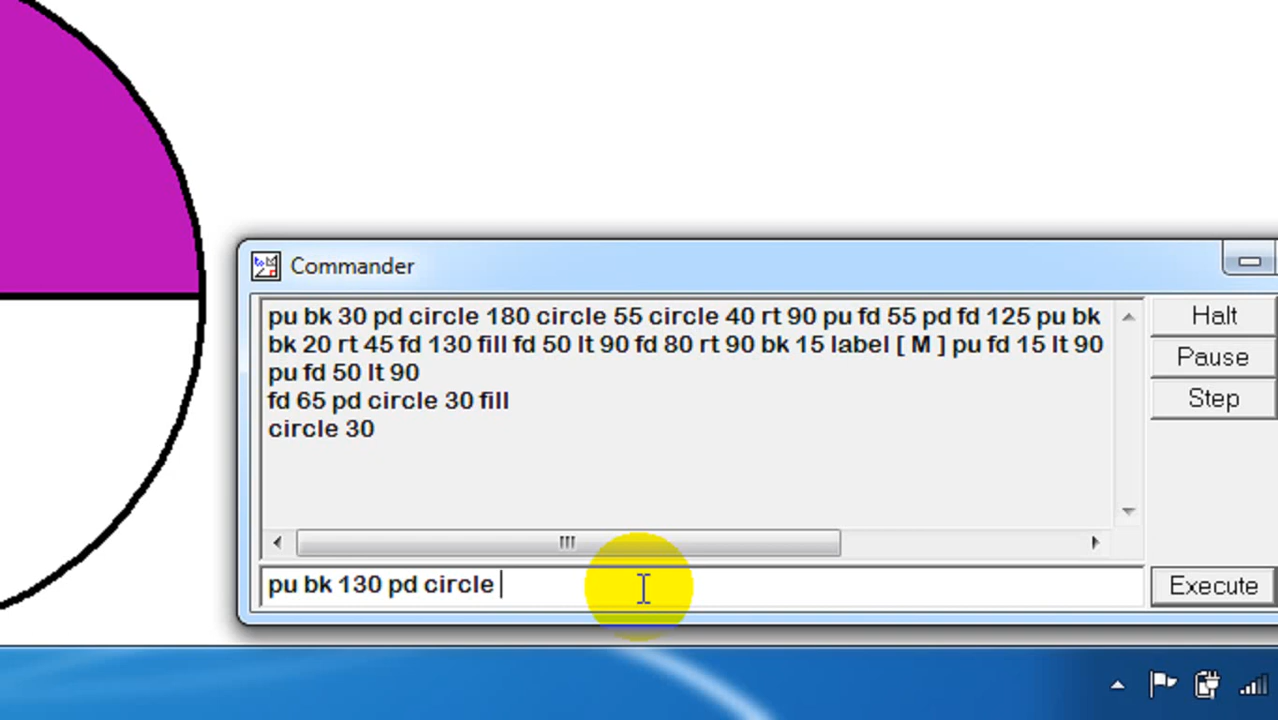 Commander
pu bk 30 pd circle 180 circle 55 circle 40 rt 90 pu fd 55 pd fd 125 pu bk
bk 20 rt 45 fd 130 fill fd 50 lt 90 fd 80 rt 90 bk 15 label [ M ] pu fd 15 lt 90
pu fd 50 lt 90
fd 65 pd circle 30 fill
circle 30
Halt
Pause
Step
pu bk 130 pd circle
Execute